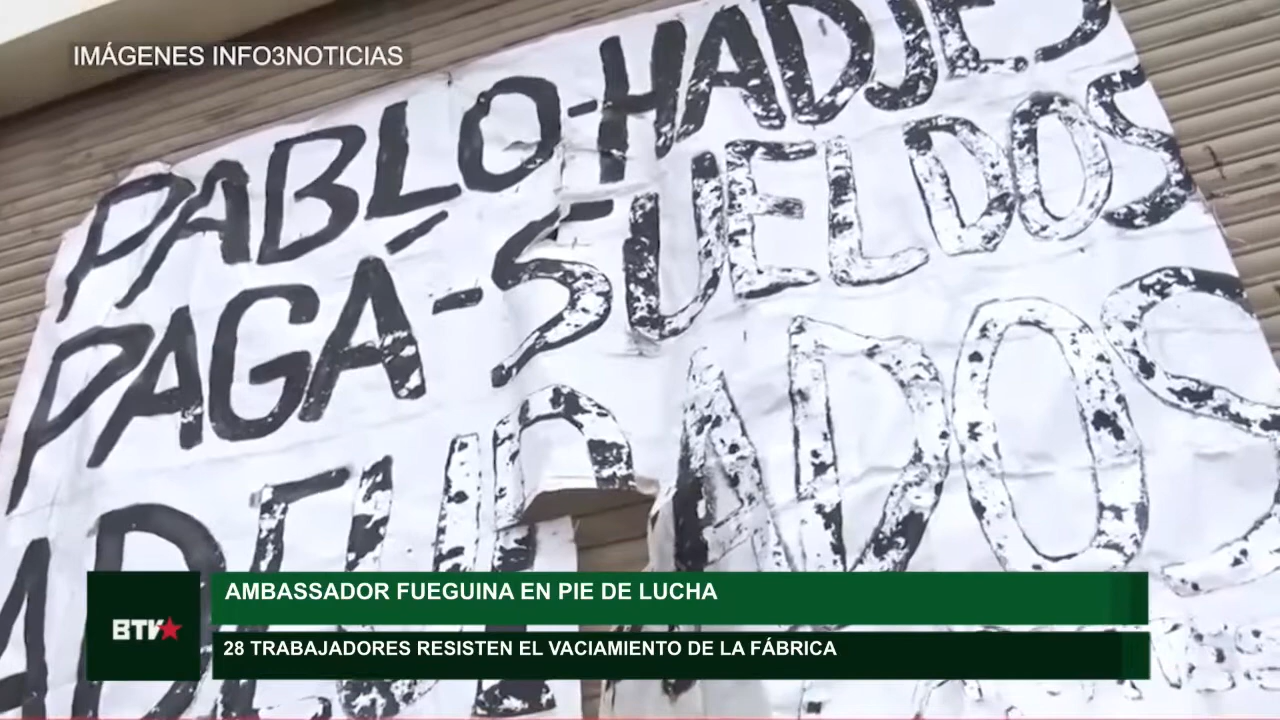 IMÁGENES INFO3NOTICIAS
PABLO-HADJES
PAGÁ-SUELDOS
ADEUDADOS
AMBASSADOR FUEGUINA EN PIE DE LUCHA
BTV
28 TRABAJADORES RESISTEN EL VACIAMIENTO DE LA FÁBRICA